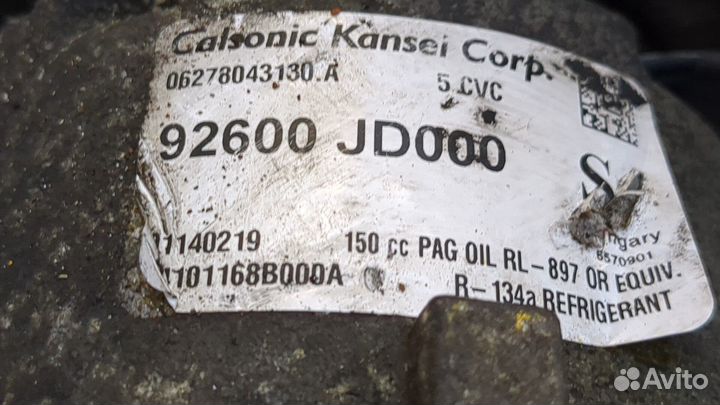 Calsonic Kansei Corp.
06278043130.A 5 CVC
92600 JD000
S
11140219 150 cc PAG OIL RL-897 OR EQUIV.
1101168B000A R-134a REFRIGERANT
6570901
Avito